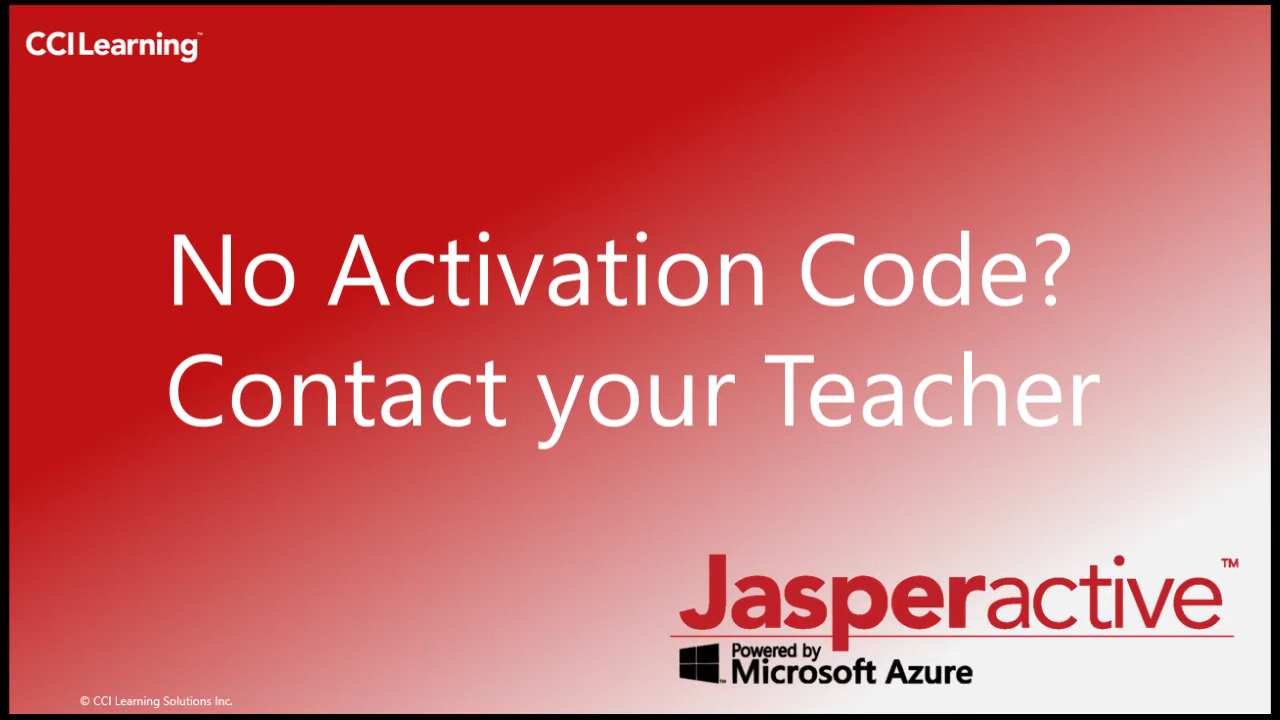 CCI Learning™
No Activation Code?
Contact your Teacher
Jasperactive™
Powered by
Microsoft Azure
© CCI Learning Solutions Inc.